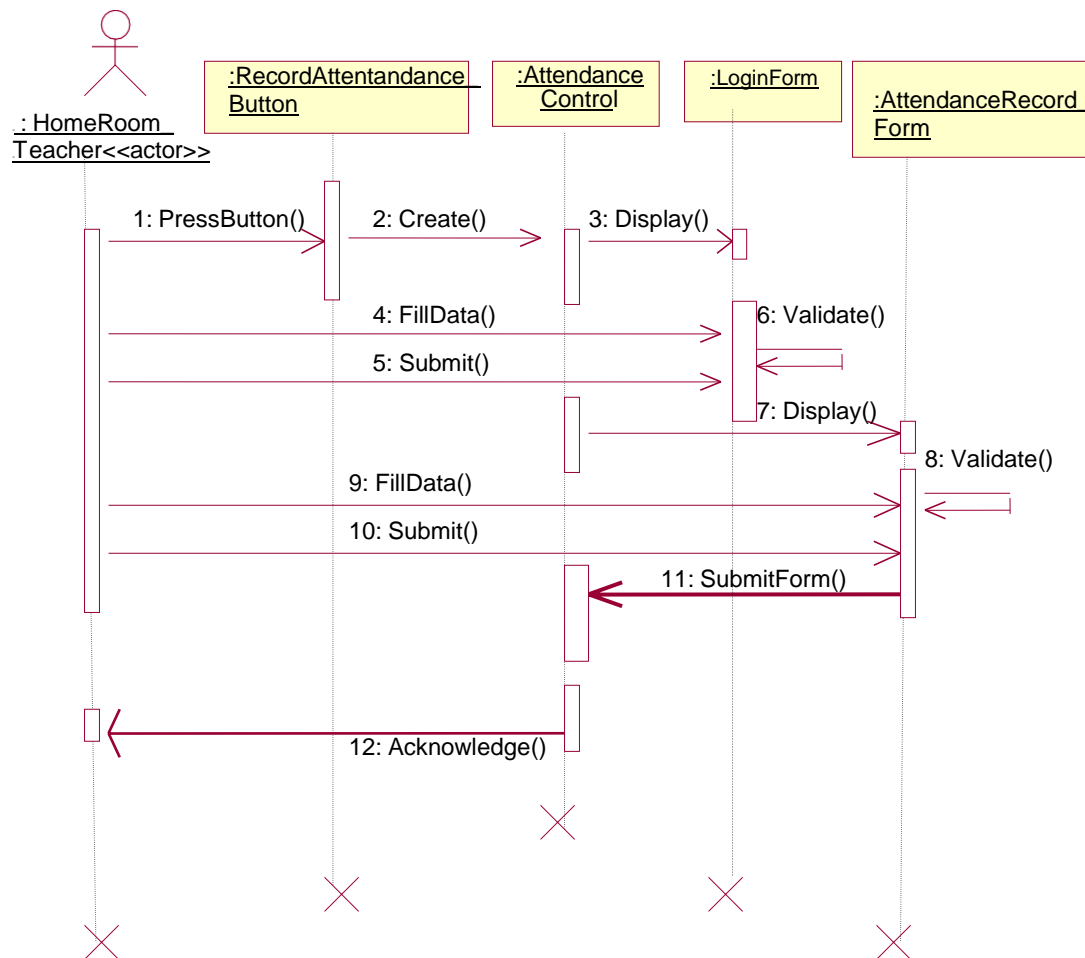 . : HomeRoom
Teacher<<actor>>
:RecordAttentandance
Button
:Attendance
Control
:LoginForm
:AttendanceRecord
Form
1: PressButton()
2: Create()
3: Display()
4: FillData()
6: Validate()
5: Submit()
7: Display()
8: Validate()
9: FillData()
10: Submit()
11: SubmitForm()
12: Acknowledge()